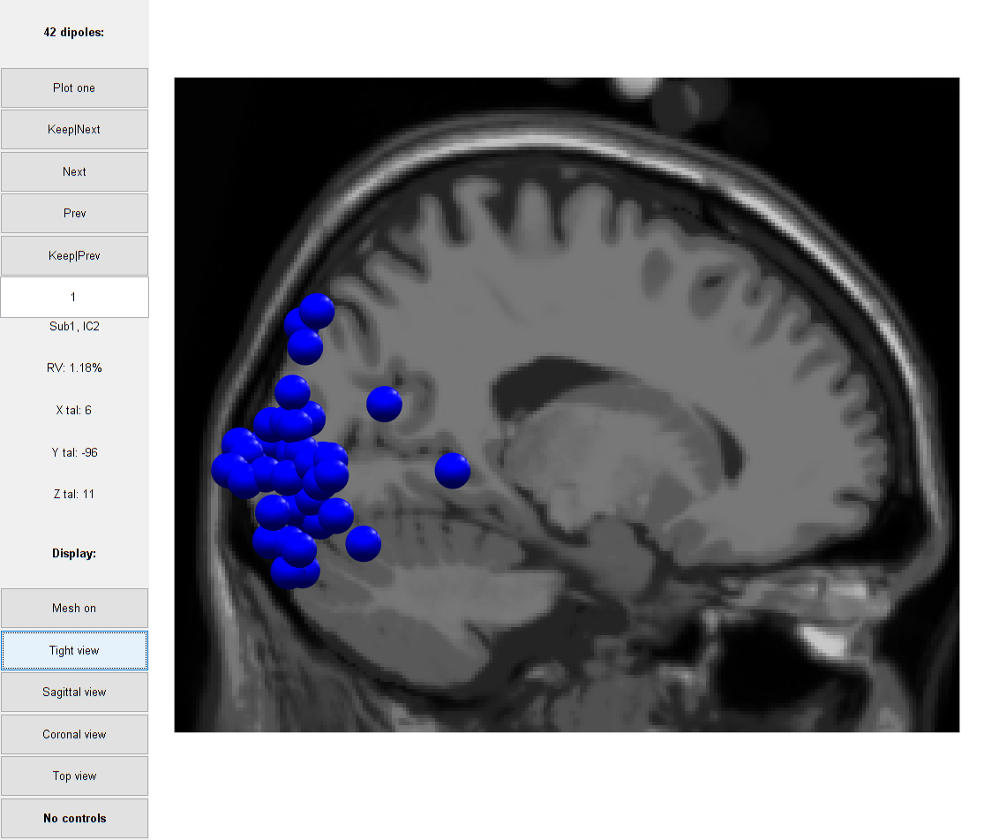 42 dipoles:
Plot one
Keep|Next
Next
Prev
Keep|Prev
1
Sub1, IC2
RV: 1.18%
X tal: 6
Y tal: -96
Z tal: 11
Display:
Mesh on
Tight view
Sagittal view
Coronal view
Top view
No controls